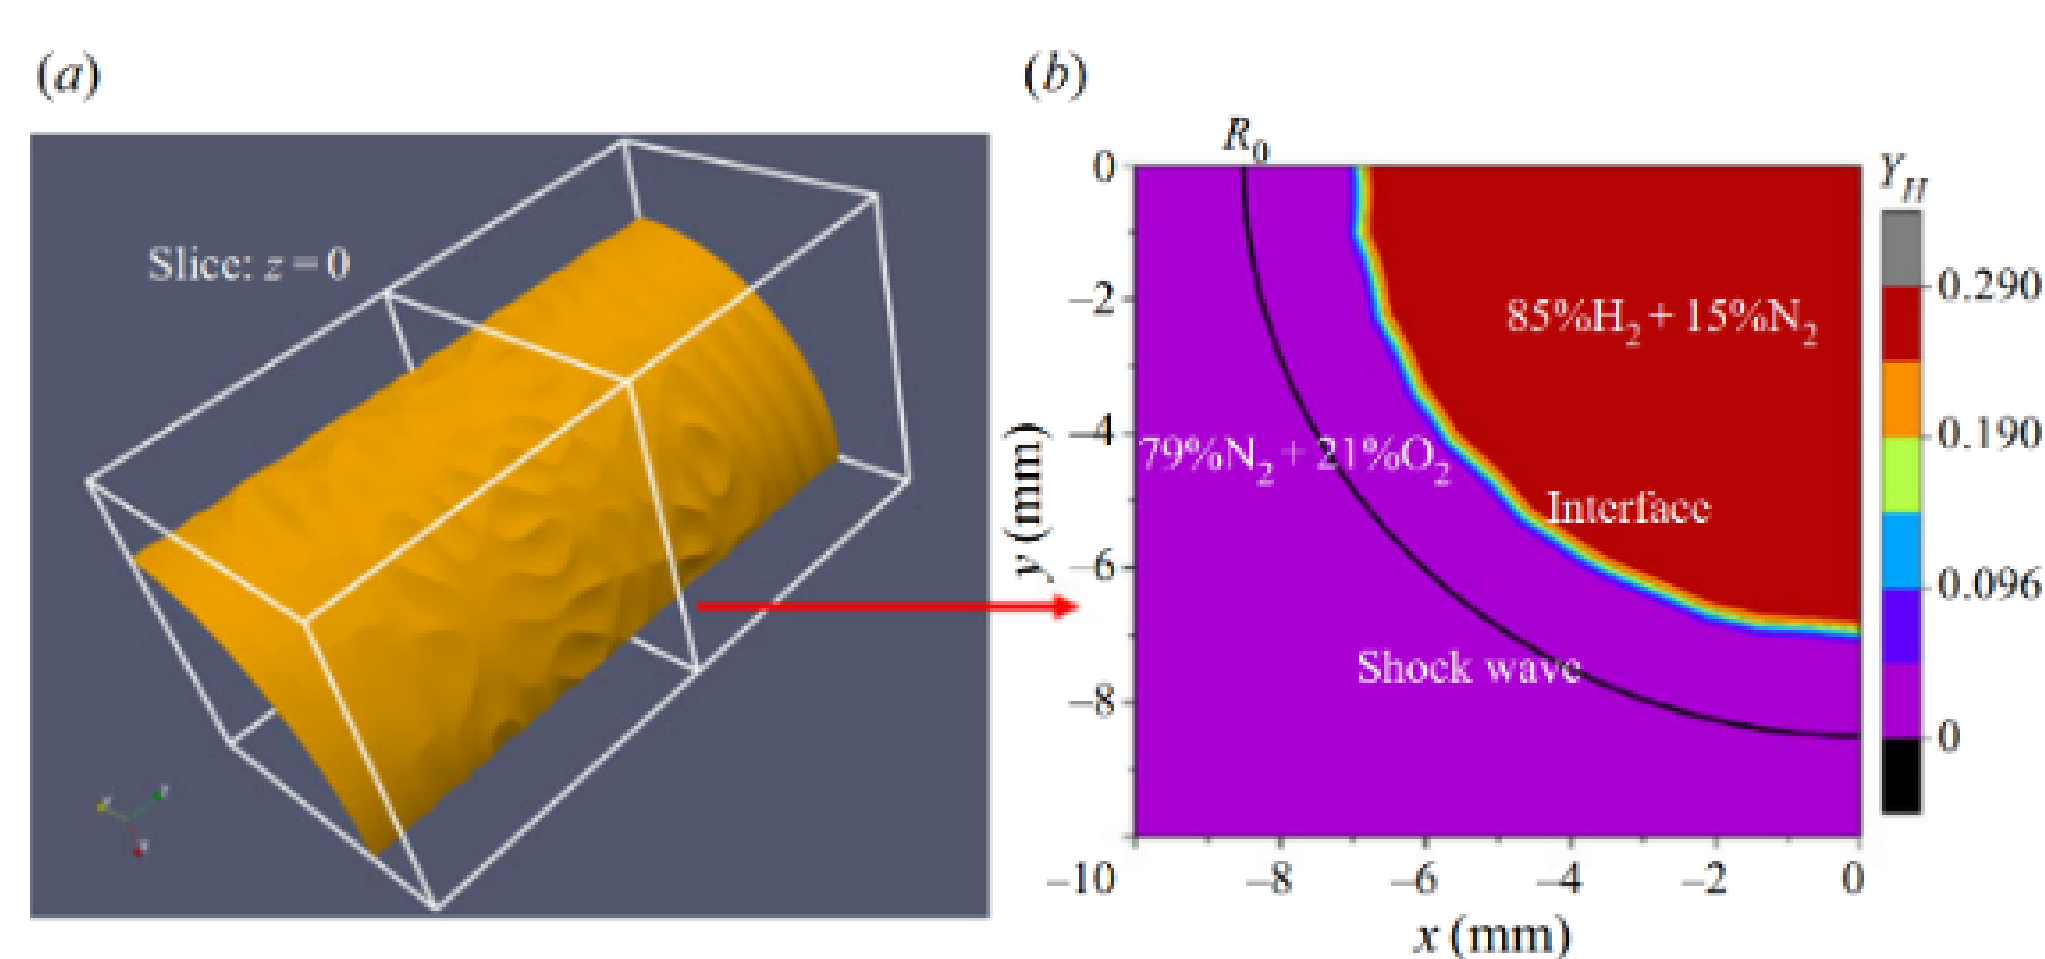 (a)
Slice: z = 0
(b)
R0
0
–2
–4
–6
–8
y (mm)
79%N2 + 21%O2
85%H2 + 15%N2
Interface
Shock wave
–10
–8
–6
–4
–2
0
x (mm)
YH
0.290
0.190
0.096
0